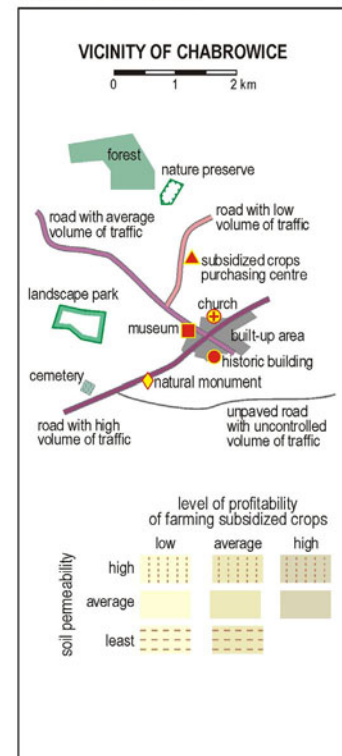 VICINITY OF CHABROWICE
0 1 2 km
forest
nature preserve
road with average
volume of traffic
road with low
volume of traffic
subsidized crops
purchasing centre
landscape park
church
museum
built-up area
historic building
cemetery
natural monument
road with high
volume of traffic
unpaved road
with uncontrolled
volume of traffic
level of profitability
of farming subsidized crops
low average high
soil permeability
high
average
least